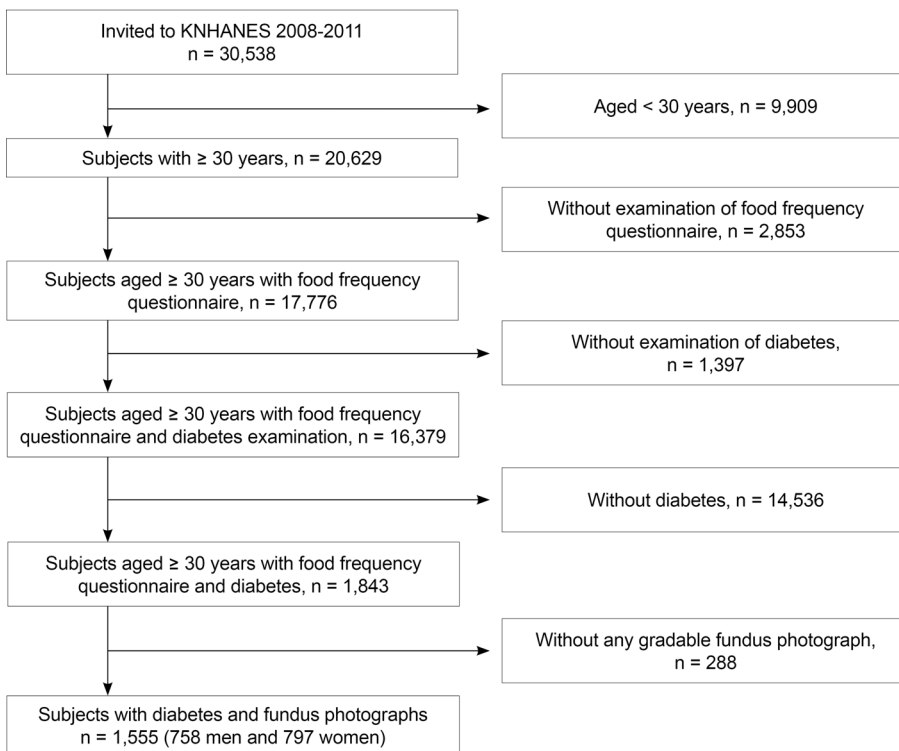 Invited to KNHANES 2008-2011
n = 30,538
Aged < 30 years, n = 9,909
Subjects with ≥ 30 years, n = 20,629
Without examination of food frequency
questionnaire, n = 2,853
Subjects aged ≥ 30 years with food frequency
questionnaire, n = 17,776
Without examination of diabetes,
n = 1,397
Subjects aged ≥ 30 years with food frequency
questionnaire and diabetes examination, n = 16,379
Without diabetes, n = 14,536
Subjects aged ≥ 30 years with food frequency
questionnaire and diabetes, n = 1,843
Without any gradable fundus photograph,
n = 288
Subjects with diabetes and fundus photographs
n = 1,555 (758 men and 797 women)